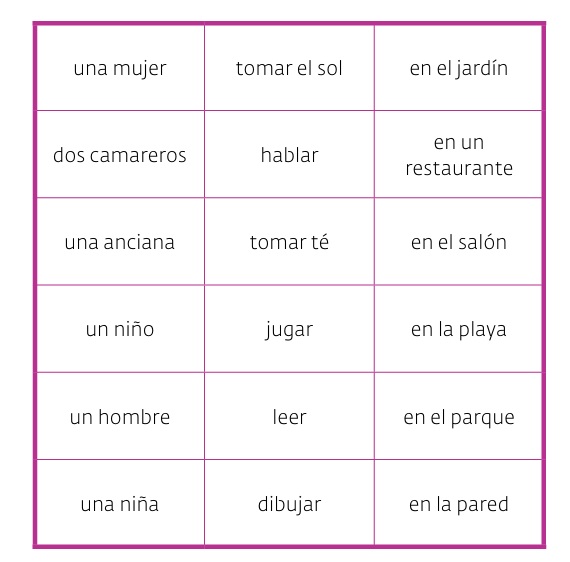 una mujer
tomar el sol
en el jardín
dos camareros
hablar
en un
restaurante
una anciana
tomar té
en el salón
un niño
jugar
en la playa
un hombre
leer
en el parque
una niña
dibujar
en la pared